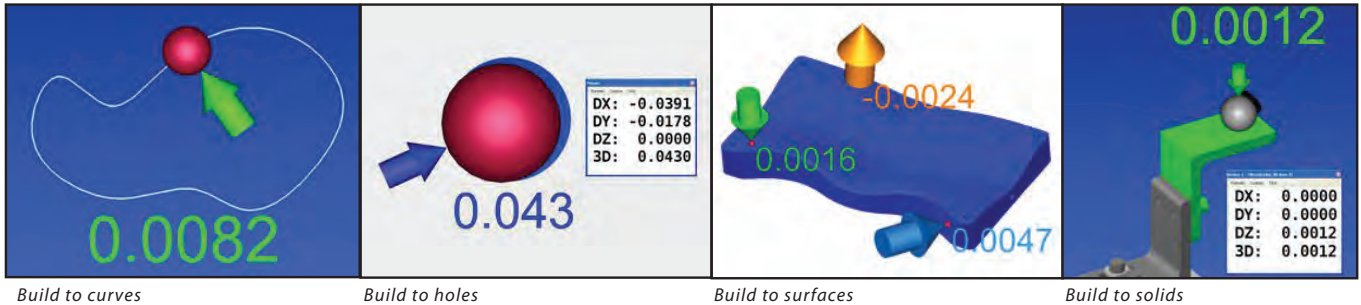 0.0082
Build to curves
DX: -0.0391
DY: -0.0178
DZ: 0.0000
3D: 0.0430
0.043
Build to holes
-0.0024
0.0016
0.0047
Build to surfaces
0.0012
DX: 0.0000
DY: 0.0000
DZ: 0.0012
3D: 0.0012
Build to solids